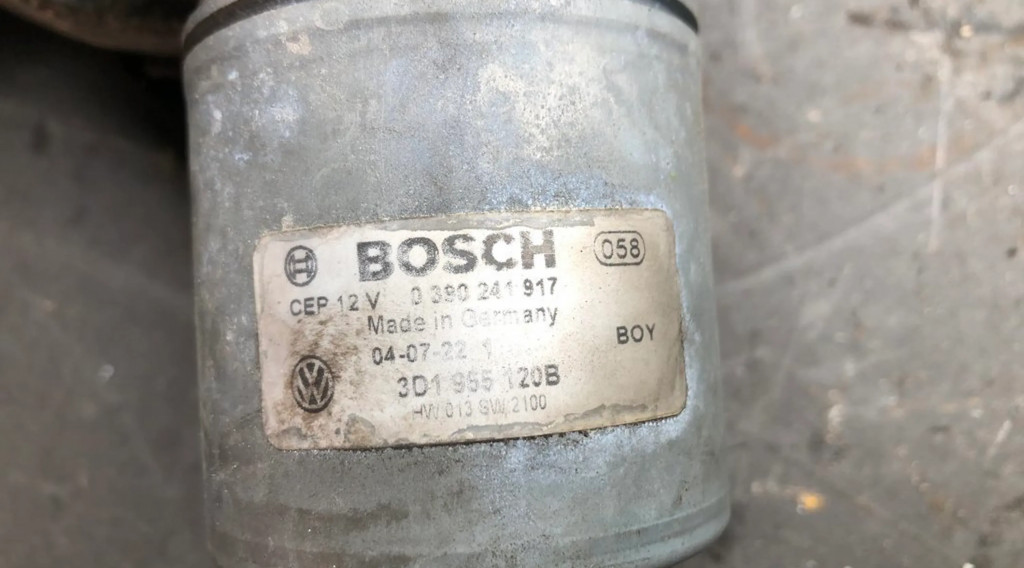 BOSCH 058
CEP 12 V 0 390 241 917
Made in Germany
04-07-22 1
BOY
3D1 955 120B
HW 013 SW 2100